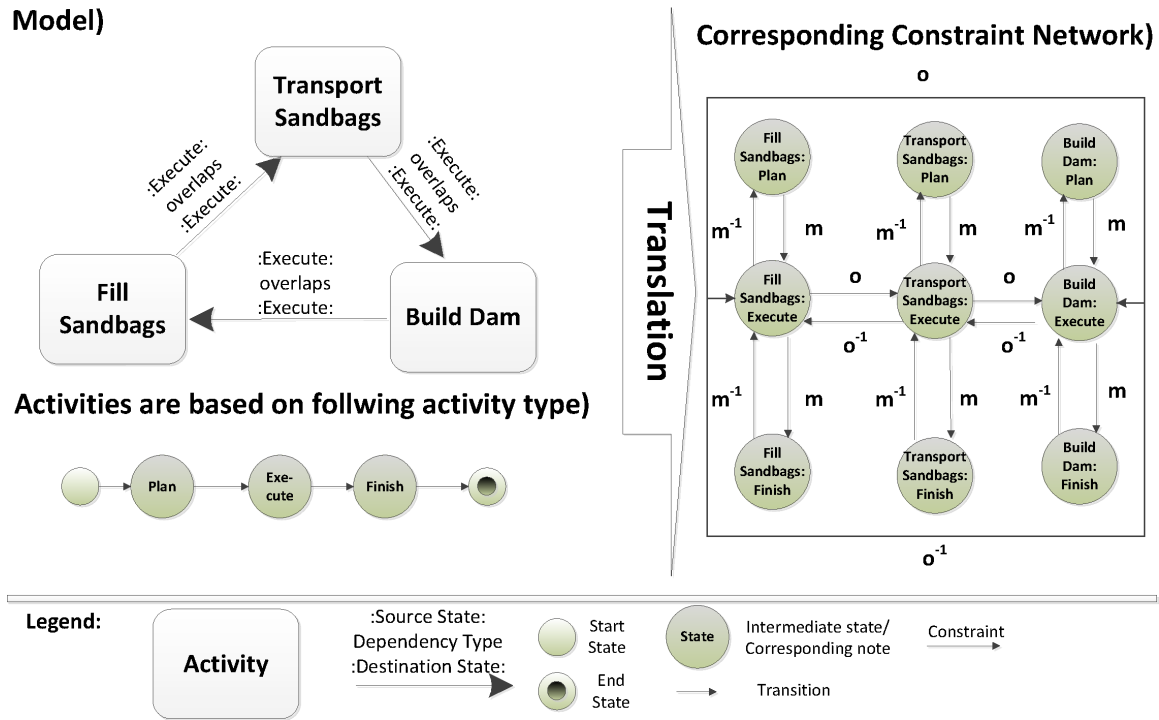 Model)
Transport
Sandbags
:Execute:
overlaps
:Execute:
:Execute:
overlaps
:Execute:
Fill
Sandbags
:Execute:
overlaps
:Execute:
Build Dam
Activities are based on follwing activity type)
Plan
Exe-
cute
Finish
Translation
Corresponding Constraint Network)
o
Fill
Sandbags:
Plan
Transport
Sandbags:
Plan
Build
Dam:
Plan
m⁻¹
m
m⁻¹
m
m⁻¹
m
Fill
Sandbags:
Execute
o
o⁻¹
Transport
Sandbags:
Execute
o
o⁻¹
Build
Dam:
Execute
m⁻¹
m
m⁻¹
m
m⁻¹
m
Fill
Sandbags:
Finish
Transport
Sandbags:
Finish
Build
Dam:
Finish
o⁻¹
Legend:
Activity
:Source State:
Dependency Type
:Destination State:
Start
State
End
State
State
Intermediate state/
Corresponding note
Transition
Constraint